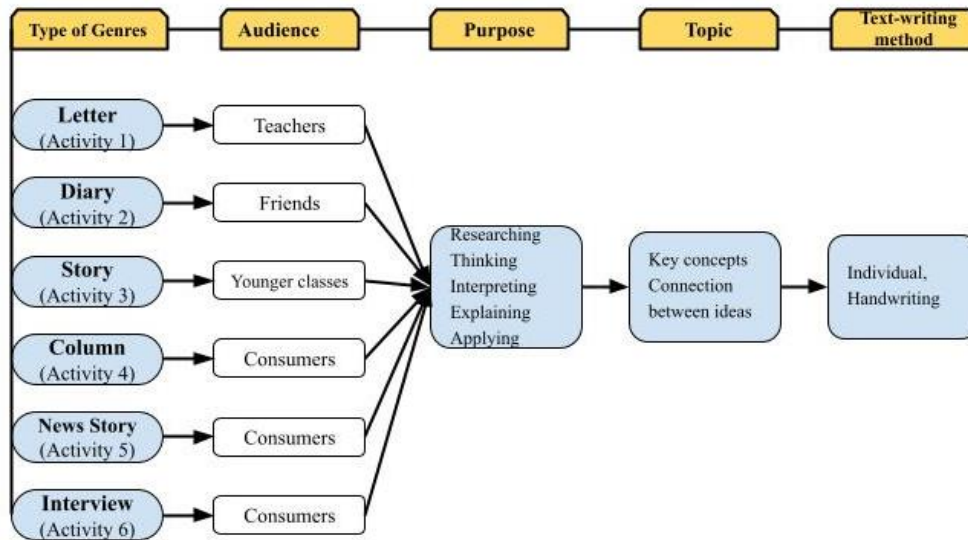 Type of Genres
Audience
Purpose
Topic
Text-writing
method
Letter
(Activity 1)
Teachers
Diary
(Activity 2)
Friends
Story
(Activity 3)
Younger classes
Column
(Activity 4)
Consumers
News Story
(Activity 5)
Consumers
Interview
(Activity 6)
Consumers
Researching
Thinking
Interpreting
Explaining
Applying
Key concepts
Connection
between ideas
Individual,
Handwriting